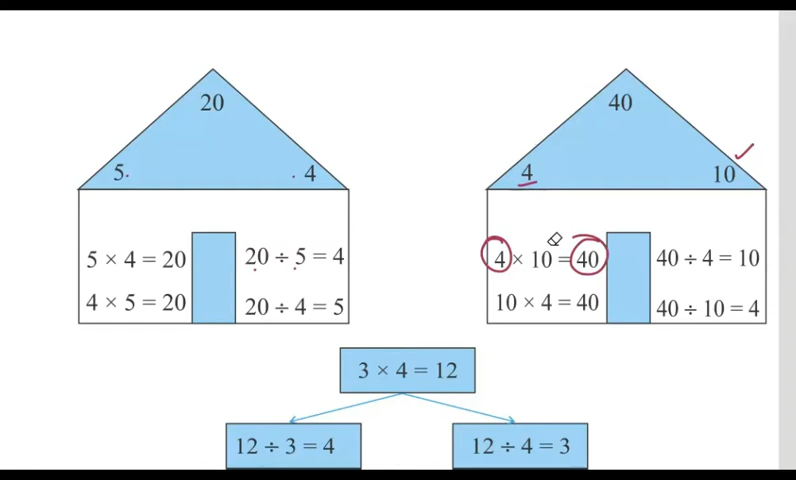 20
5 4
5 × 4 = 20 20 ÷ 5 = 4
4 × 5 = 20 20 ÷ 4 = 5
40
4 10
4 × 10 = 40 40 ÷ 4 = 10
10 × 4 = 40 40 ÷ 10 = 4
3 × 4 = 12
12 ÷ 3 = 4 12 ÷ 4 = 3